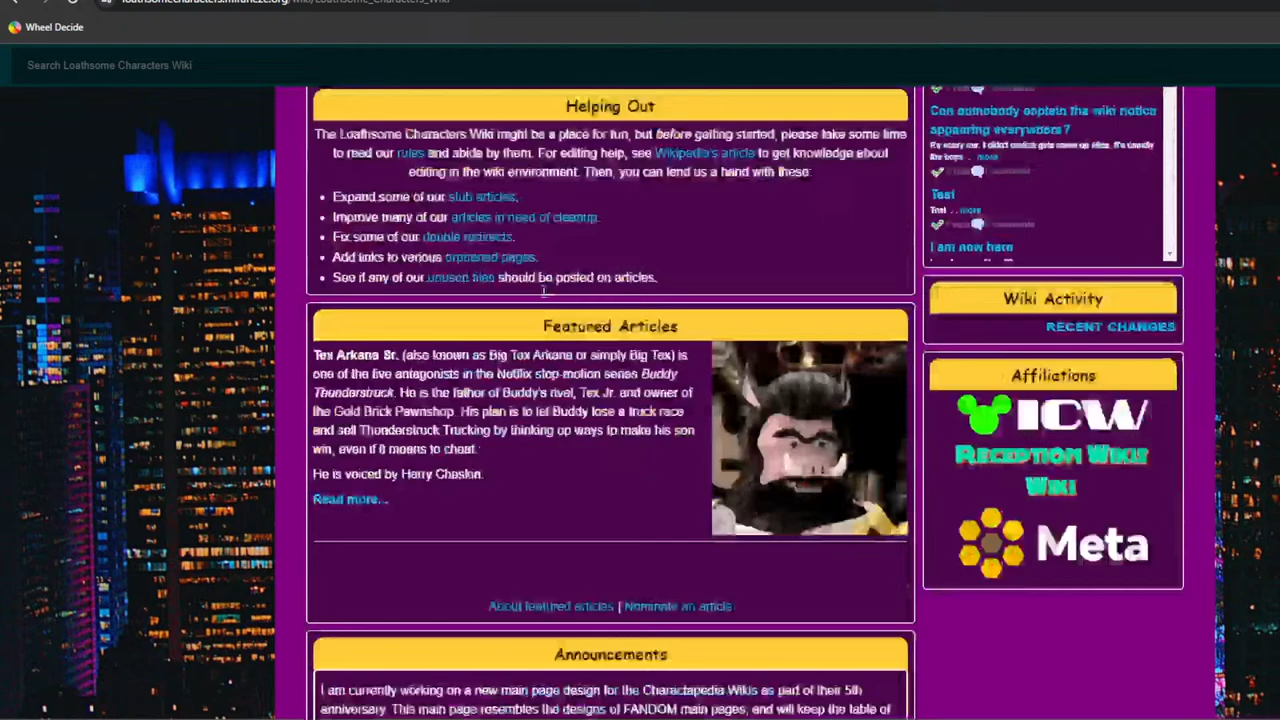 Wheel Decide
Search Loathsome Characters Wiki
Helping Out
The Loathsome Characters Wiki might be a place for fun, but before getting started, please take some time
to read our rules and abide by them. For editing help, see Wikipedia's article to get knowledge about
editing in the wiki environment. Then, you can lend us a hand with these:
Expand some of our stub articles.
Improve many of our articles in need of cleanup.
Fix some of our double redirects.
Add links to various orphaned pages.
See if any of our unused files should be posted on articles.
Featured Articles
Tex Arkana Sr. (also known as Big Tex Arkana or simply Big Tex) is
one of the five antagonists in the Netflix stop-motion series Buddy
Thunderstruck. He is the father of Buddy's rival, Tex Jr. and owner of
the Gold Brick Pawnshop. His plan is to let Buddy lose a truck race
and sell Thunderstruck Trucking by thinking up ways to make his son
win, even if it means to cheat.
He is voiced by Harry Chaskin.
Read more...
About featured articles | Nominate an article
Announcements
I am currently working on a new main page design for the Charactapedia Wikis as part of their 5th
anniversary. This main page resembles the designs of FANDOM main pages, and will keep the table of
Can somebody explain the wiki notice
appearing everywhere?
more
Test
Test ... more
I am now here
Wiki Activity
RECENT CHANGES
Affiliations
ICW
RECEPTION WIKIS
WIKI
Meta